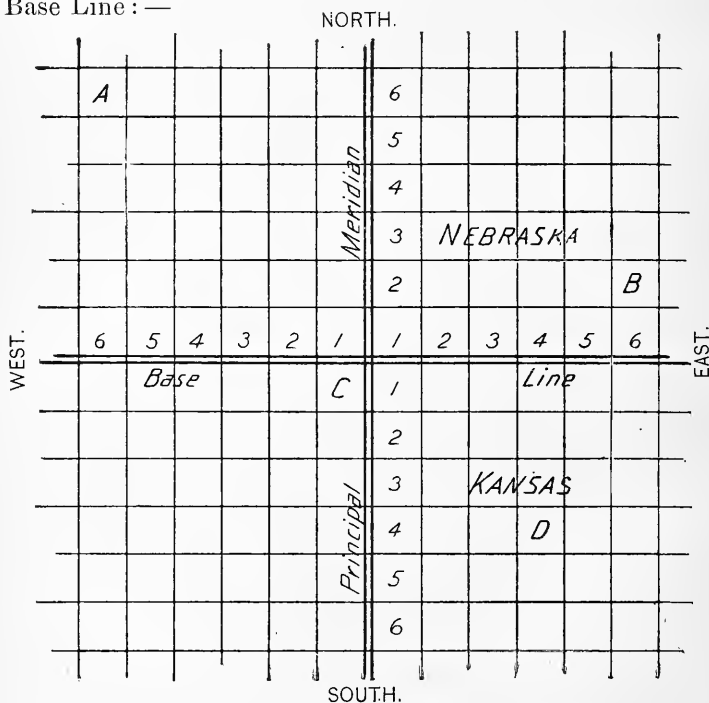 Base Line: —
NORTH.
A 6
5
Meridian
4
3 NEBRASKA
2 B
WEST.
6 5 4 3 2 1 1 2 3 4 5 6
EAST.
Base C 1 Line
2
3 KANSAS
Principal
4 D
5
6
SOUTH.